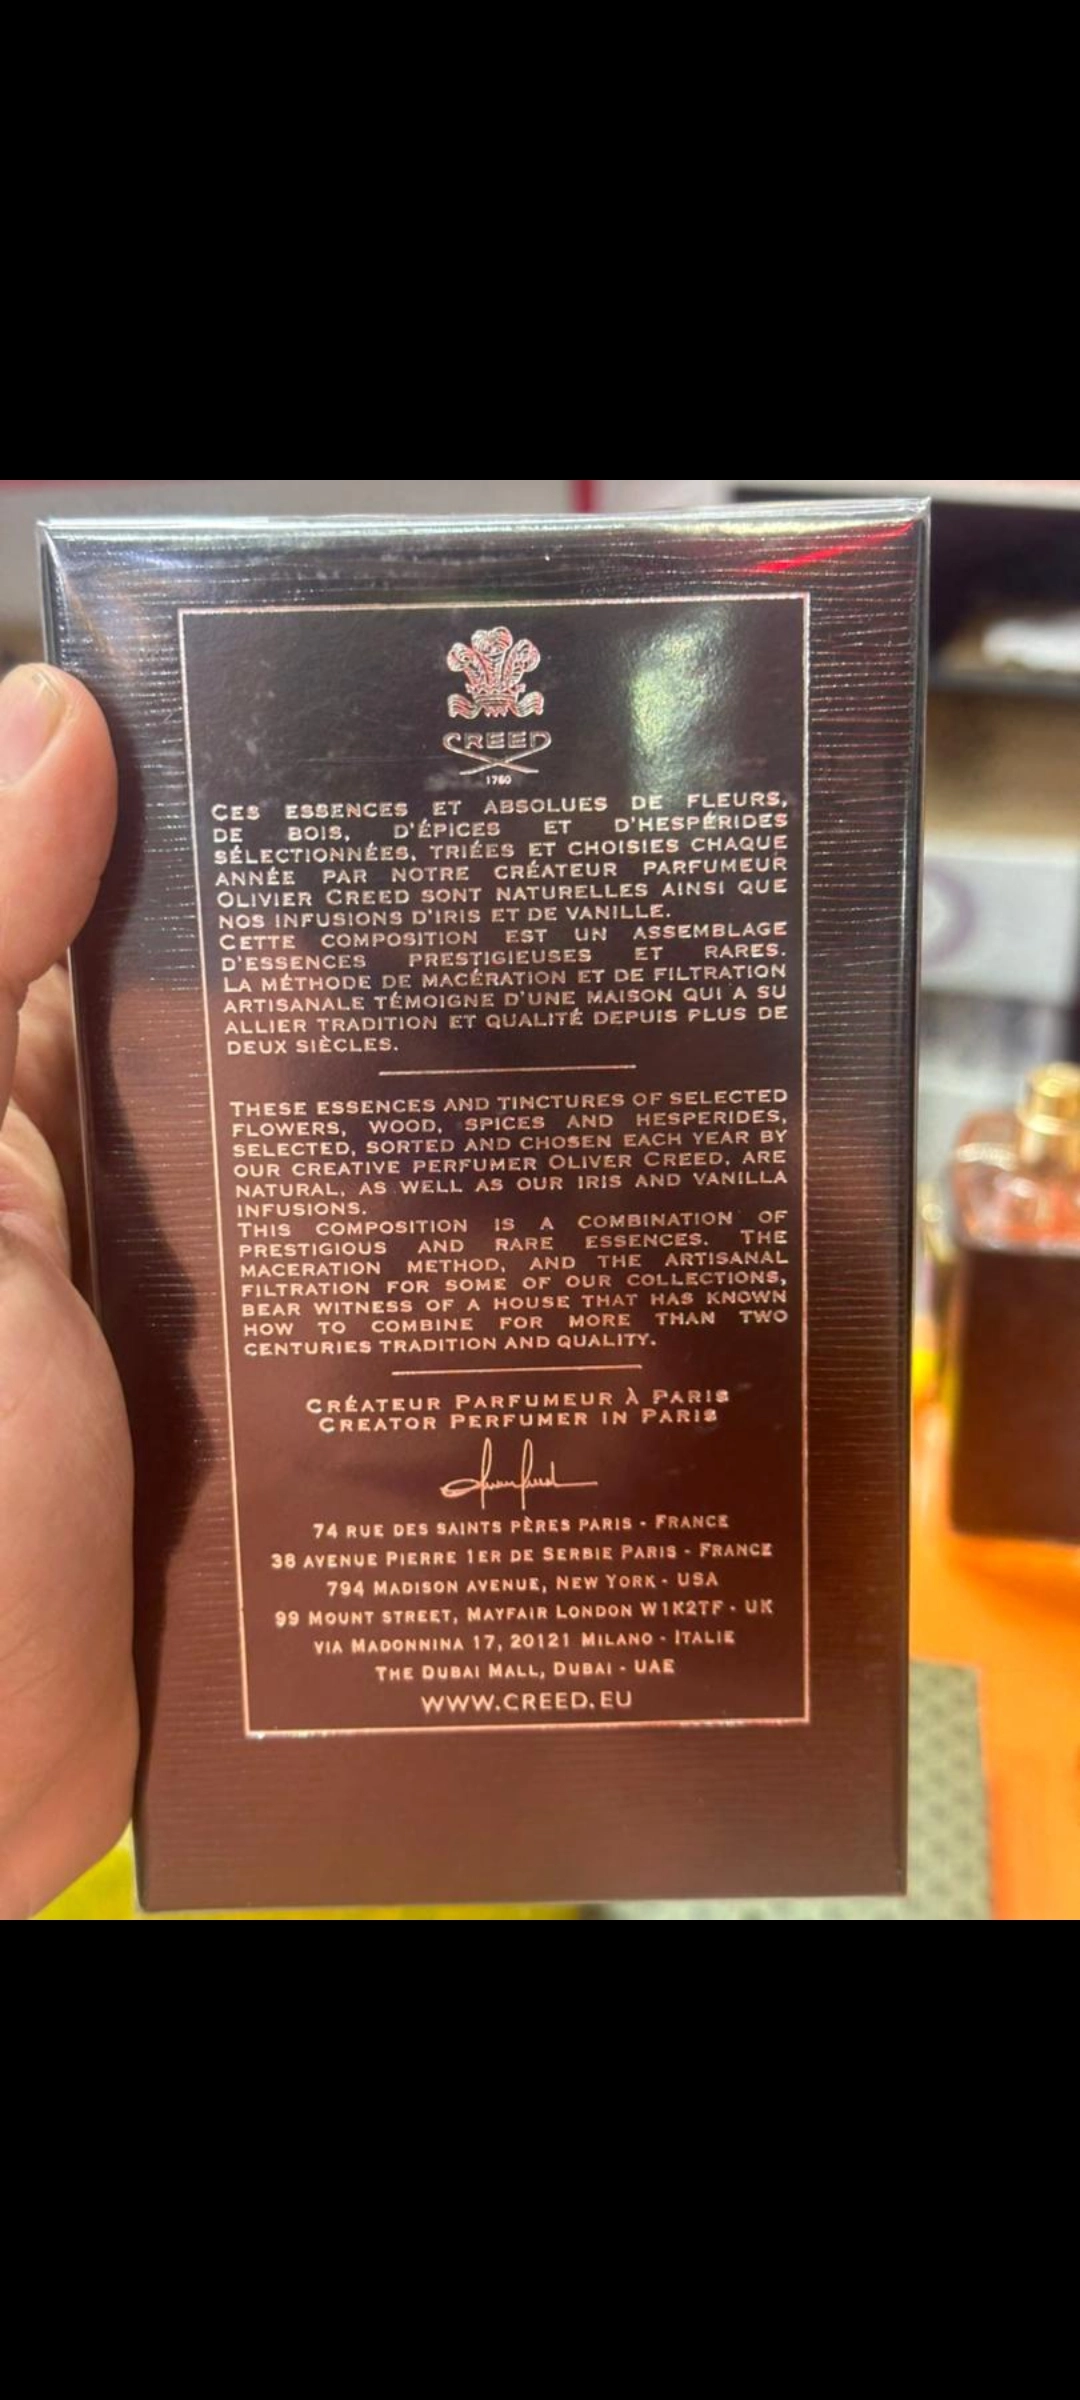 CREED
1760
CES ESSENCES ET ABSOLUES DE FLEURS,
DE BOIS, D'ÉPICES ET D'HESPÉRIDES
SÉLECTIONNÉES, TRIÉES ET CHOISIES CHAQUE
ANNÉE PAR NOTRE CRÉATEUR PARFUMEUR
OLIVIER CREED SONT NATURELLES AINSI QUE
NOS INFUSIONS D'IRIS ET DE VANILLE.
CETTE COMPOSITION EST UN ASSEMBLAGE
D'ESSENCES PRESTIGIEUSES ET RARES.
LA MÉTHODE DE MACÉRATION ET DE FILTRATION
ARTISANALE TÉMOIGNE D'UNE MAISON QUI A SU
ALLIER TRADITION ET QUALITÉ DEPUIS PLUS DE
DEUX SIÈCLES.
THESE ESSENCES AND TINCTURES OF SELECTED
FLOWERS, WOOD, SPICES AND HESPERIDES,
SELECTED, SORTED AND CHOSEN EACH YEAR BY
OUR CREATIVE PERFUMER OLIVER CREED, ARE
NATURAL, AS WELL AS OUR IRIS AND VANILLA
INFUSIONS.
THIS COMPOSITION IS A COMBINATION OF
PRESTIGIOUS AND RARE ESSENCES. THE
MACERATION METHOD, AND THE ARTISANAL
FILTRATION FOR SOME OF OUR COLLECTIONS,
BEAR WITNESS OF A HOUSE THAT HAS KNOWN
HOW TO COMBINE FOR MORE THAN TWO
CENTURIES TRADITION AND QUALITY.
CRÉATEUR PARFUMEUR À PARIS
CREATOR PERFUMER IN PARIS
74 RUE DES SAINTS PÈRES PARIS - FRANCE
38 AVENUE PIERRE 1ER DE SERBIE PARIS - FRANCE
794 MADISON AVENUE, NEW YORK - USA
99 MOUNT STREET, MAYFAIR LONDON W1K2TF - UK
VIA MADONNINA 17, 20121 MILANO - ITALIE
THE DUBAI MALL, DUBAI - UAE
WWW.CREED.EU